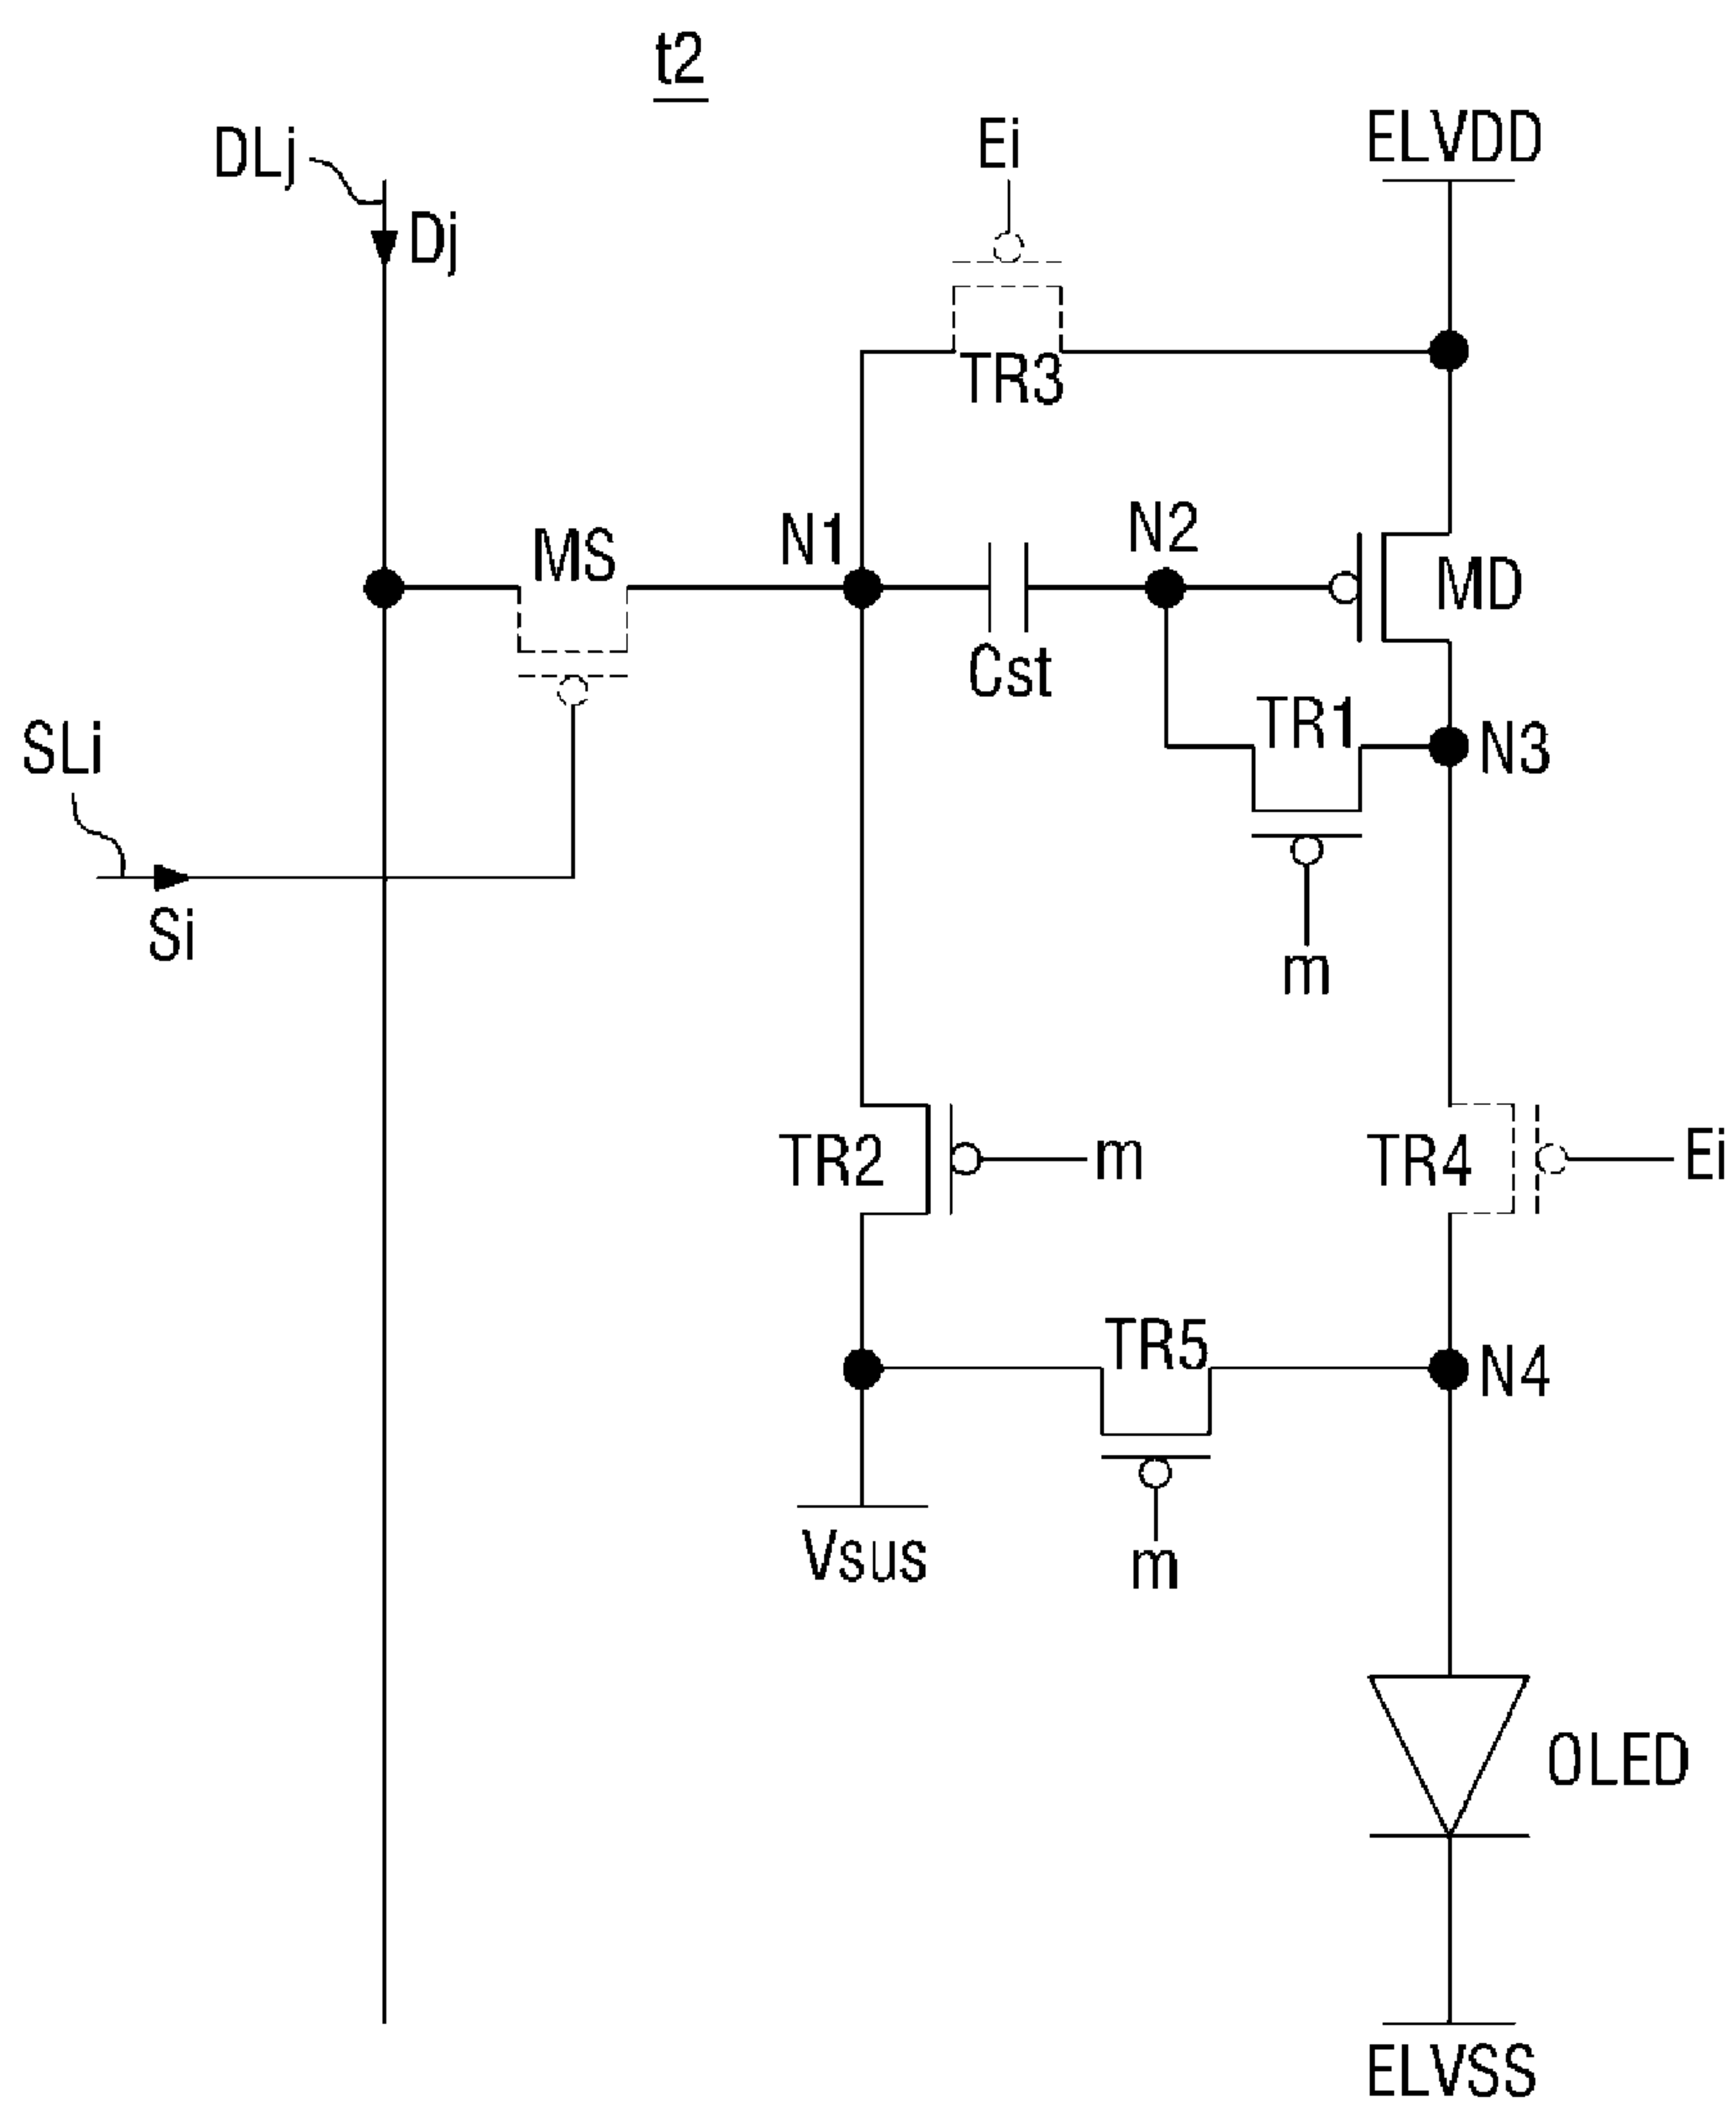 t2
DLj
Ei
ELVDD
Dj
TR3
N1
N2
MS
MD
Cst
TR1
N3
SLi
Si
m
TR2
m
TR4
Ei
TR5
N4
Vsus
m
OLED
ELVSS